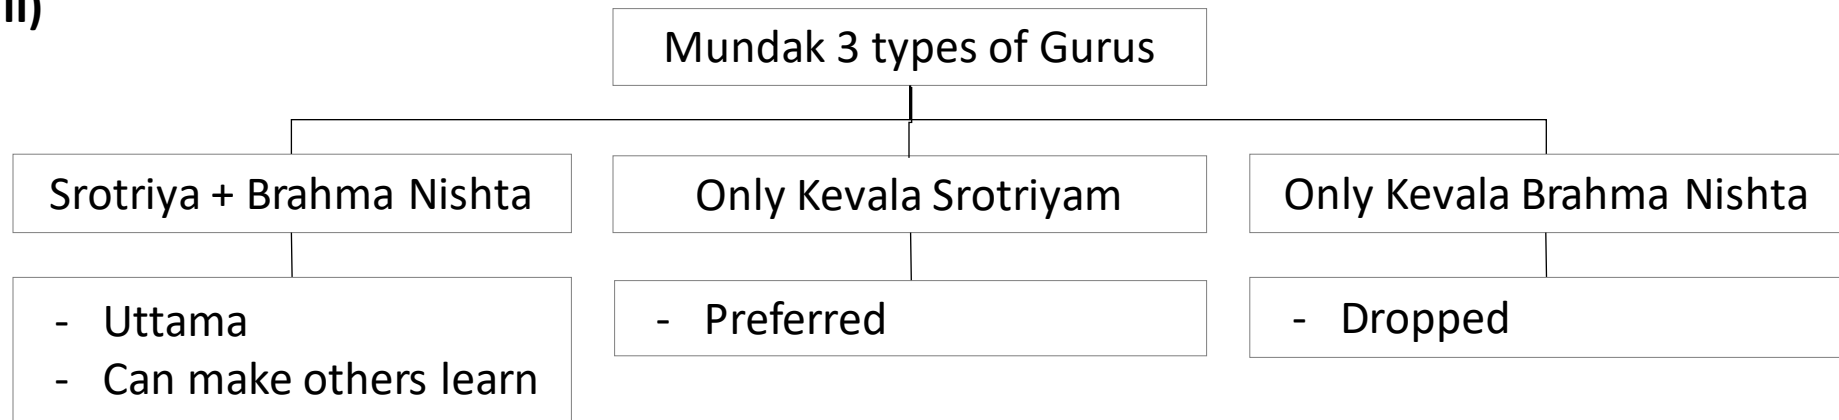 ii)
Mundak 3 types of Gurus
Srotriya + Brahma Nishta
Only Kevala Srotriyam
Only Kevala Brahma Nishta
- Uttama
- Can make others learn
- Preferred
- Dropped